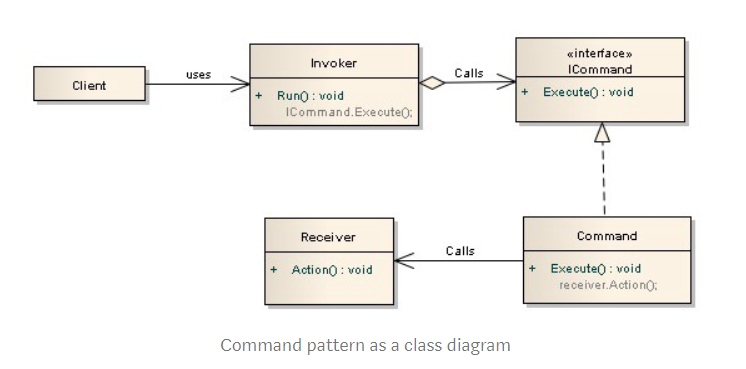 Client
uses
Invoker
+ Run() : void
ICommand.Execute();
Calls
«interface»
ICommand
+ Execute() : void
Receiver
+ Action() : void
Calls
Command
+ Execute() : void
receiver.Action();
Command pattern as a class diagram